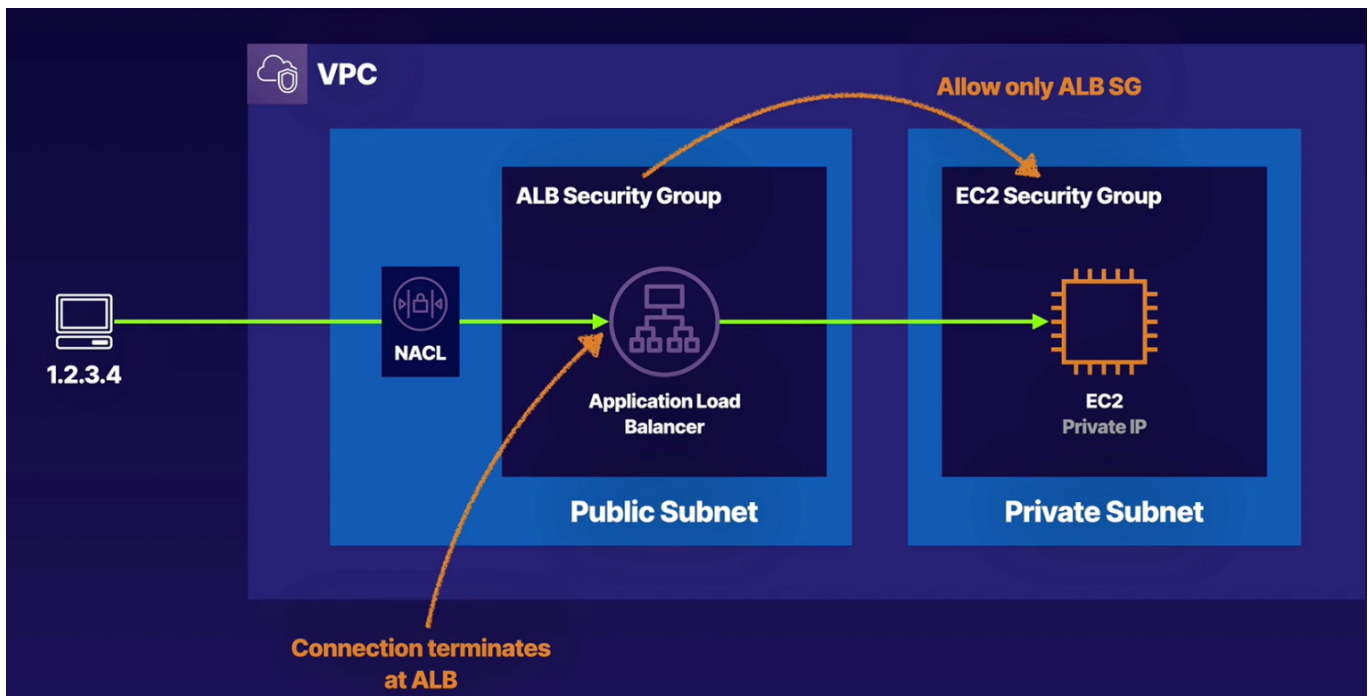 VPC
Allow only ALB SG
ALB Security Group
EC2 Security Group
1.2.3.4
NACL
Application Load
Balancer
EC2
Private IP
Public Subnet
Private Subnet
Connection terminates
at ALB